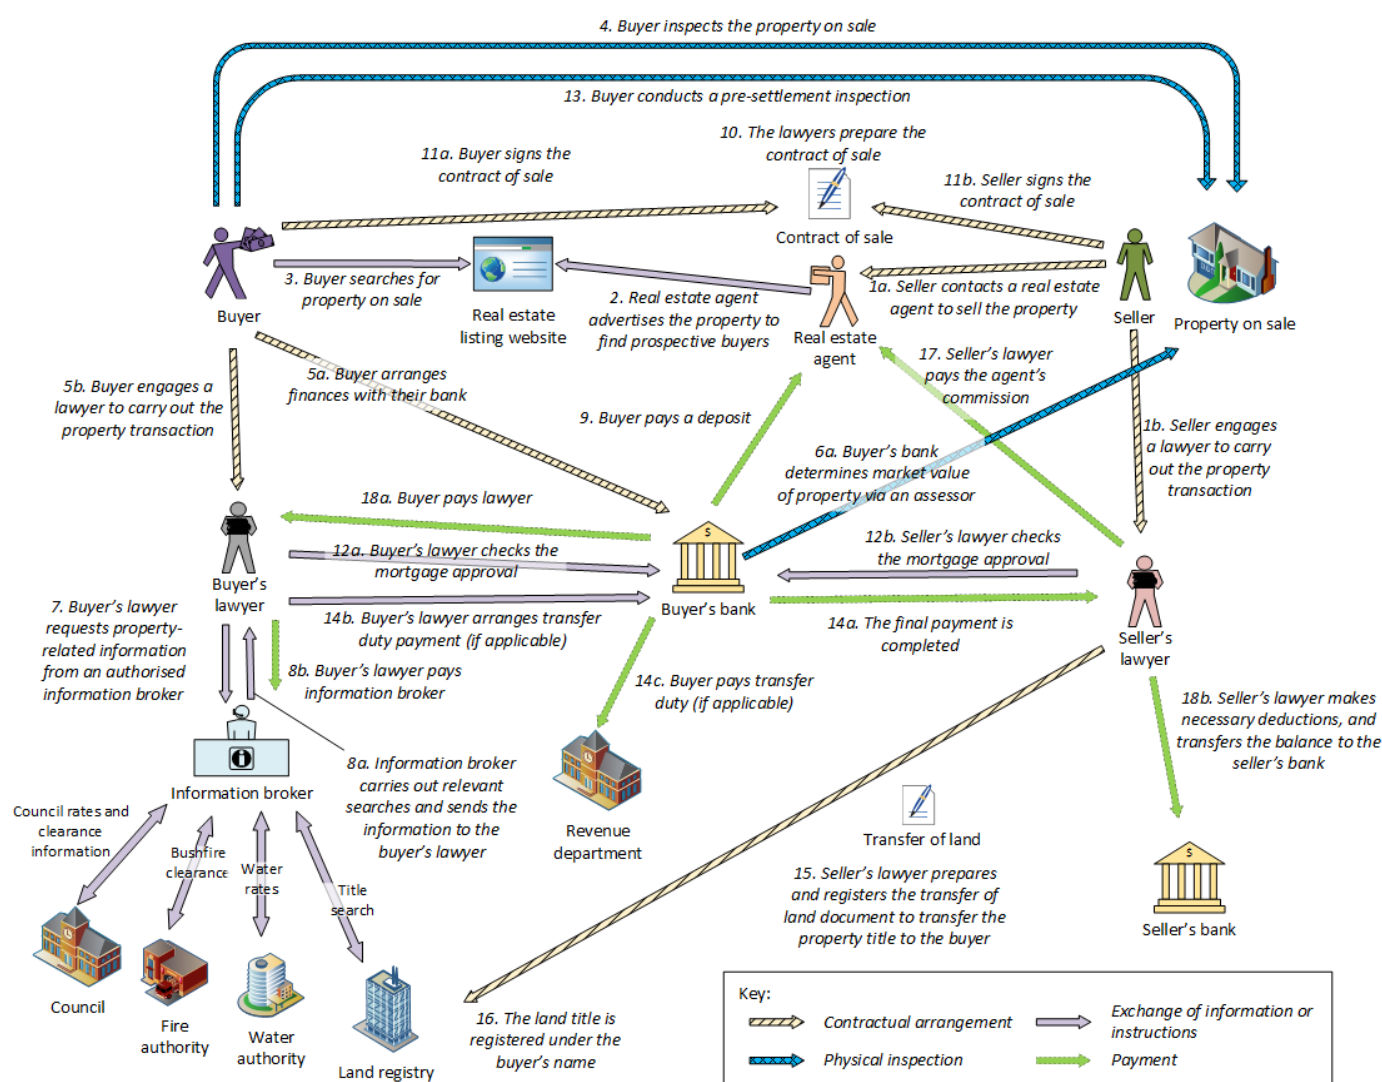 4. Buyer inspects the property on sale
13. Buyer conducts a pre-settlement inspection
10. The lawyers prepare the
contract of sale
11a. Buyer signs the
contract of sale
11b. Seller signs the
contract of sale
Contract of sale
3. Buyer searches for
property on sale
Buyer
Real estate
listing website
2. Real estate agent
advertises the property to
find prospective buyers
Real estate
agent
1a. Seller contacts a real estate
agent to sell the property
Seller
Property on sale
5b. Buyer engages a
lawyer to carry out the
property transaction
5a. Buyer arranges
finances with their bank
9. Buyer pays a deposit
17. Seller's lawyer
pays the agent's
commission
6a. Buyer's bank
determines market value
of property via an assessor
1b. Seller engages
a lawyer to carry
out the property
transaction
18a. Buyer pays lawyer
$
12a. Buyer's lawyer checks the
mortgage approval
12b. Seller's lawyer checks
the mortgage approval
Buyer's
lawyer
Buyer's bank
14b. Buyer's lawyer arranges transfer
duty payment (if applicable)
14a. The final payment is
completed
Seller's
lawyer
7. Buyer's lawyer
requests property-
related information
from an authorised
information broker
8b. Buyer's lawyer pays
information broker
14c. Buyer pays transfer
duty (if applicable)
18b. Seller's lawyer makes
necessary deductions, and
transfers the balance to the
seller's bank
i
Information broker
8a. Information broker
carries out relevant
searches and sends the
information to the
buyer's lawyer
Revenue
department
Council rates and
clearance
information
Bushfire
clearance
Water
rates
Title
search
Transfer of land
15. Seller's lawyer prepares
and registers the transfer of
land document to transfer the
property title to the buyer
$
Seller's bank
Council
Fire
authority
Water
authority
Land registry
16. The land title is
registered under the
buyer's name
Key:
Contractual arrangement
Exchange of information or
instructions
Physical inspection
Payment